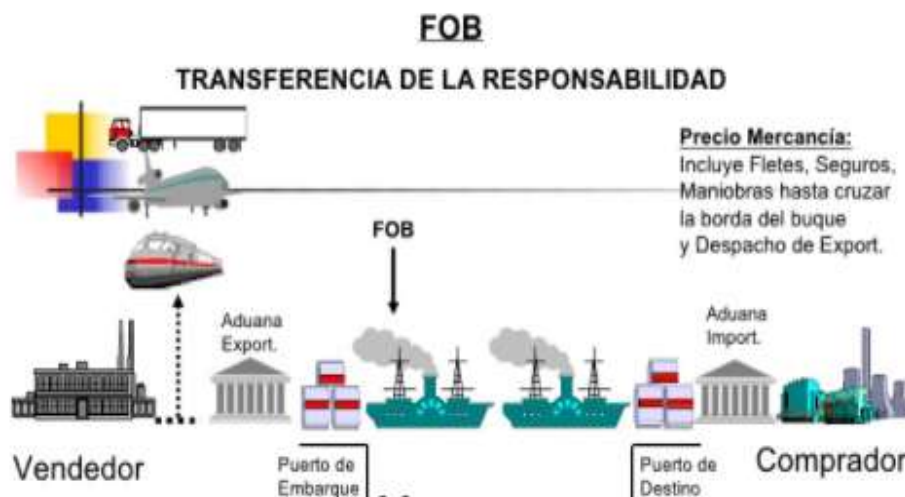 FOB
TRANSFERENCIA DE LA RESPONSABILIDAD
Precio Mercancía:
Incluye Fletes, Seguros,
Maniobras hasta cruzar
la borda del buque
y Despacho de Export.
FOB
Aduana
Export.
Aduana
Import.
Vendedor
Puerto de
Embarque
Puerto de
Destino
Comprador